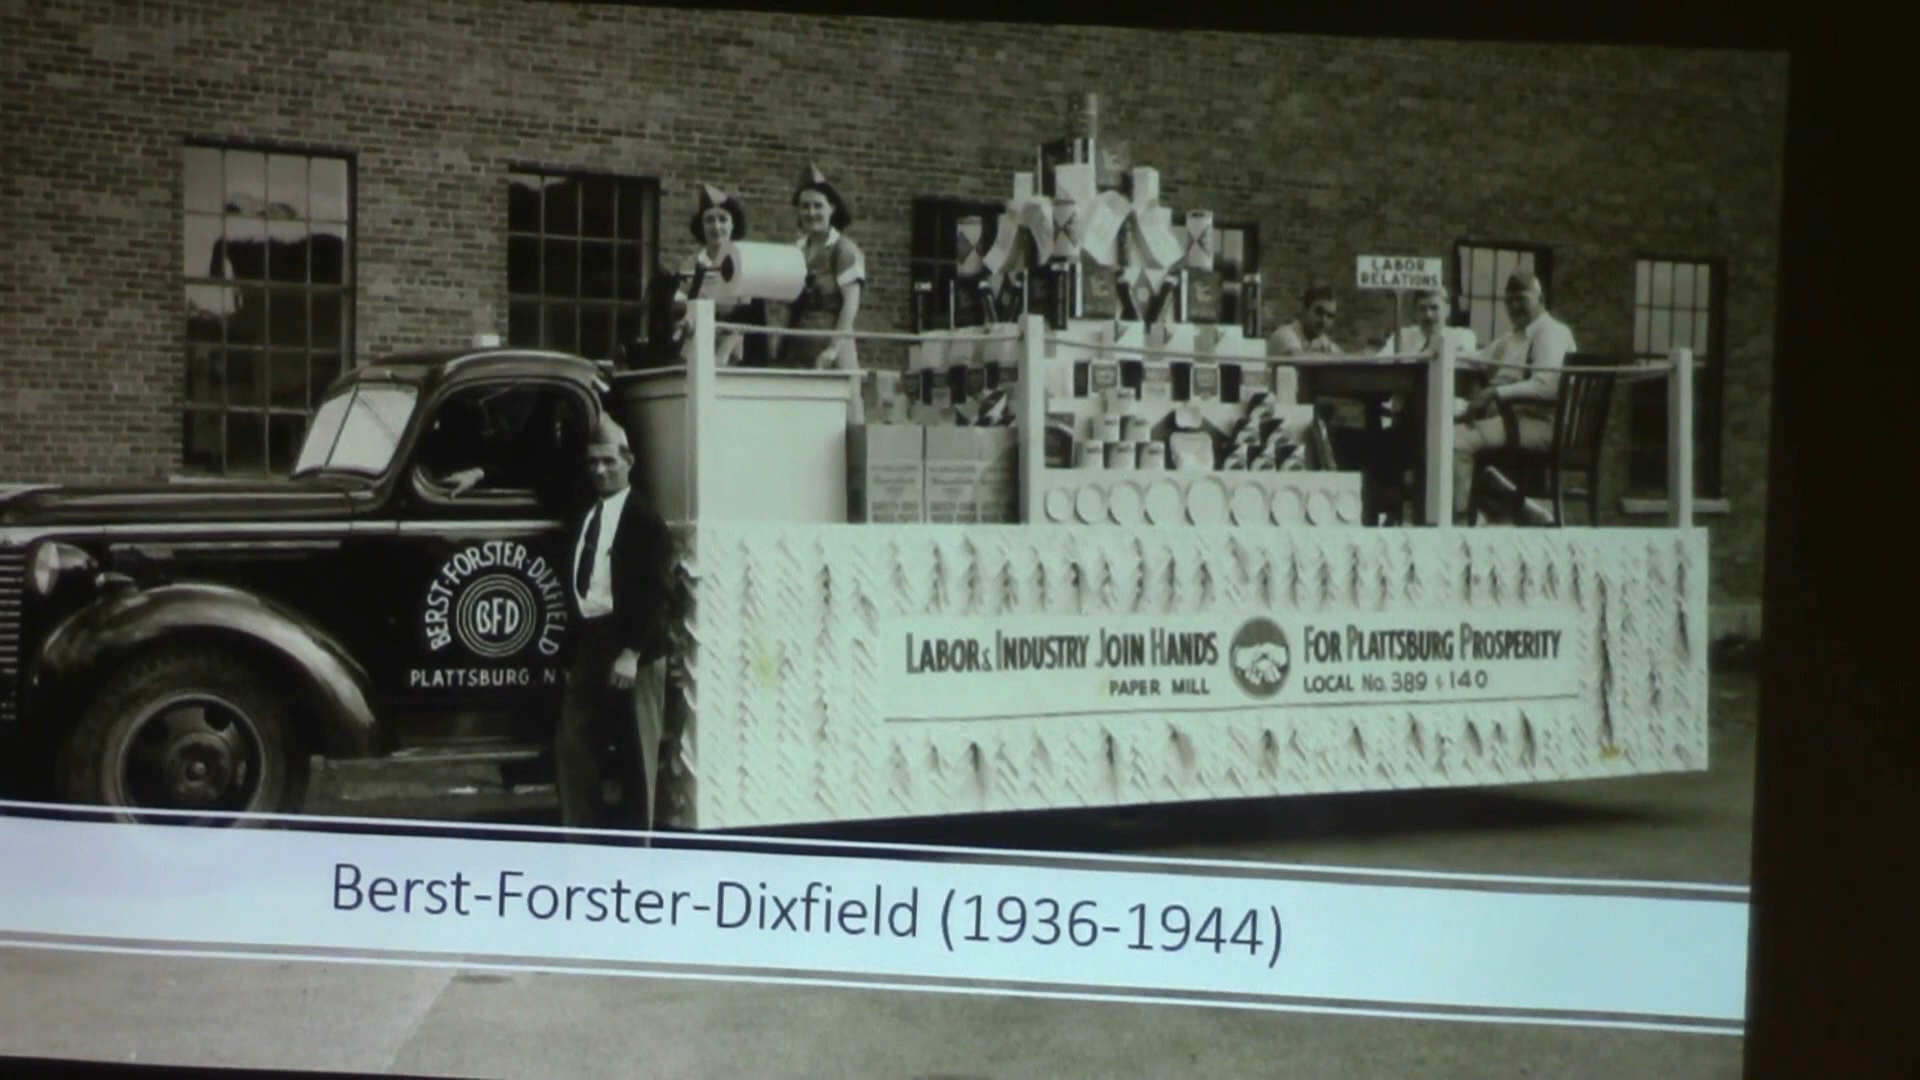 LABOR
RELATIONS
BERST-FORSTER-DIXFIELD
BFD
PLATTSBURG N.Y
LABOR & INDUSTRY JOIN HANDS FOR PLATTSBURG PROSPERITY
PAPER MILL LOCAL No. 389 & 140
Berst-Forster-Dixfield (1936-1944)